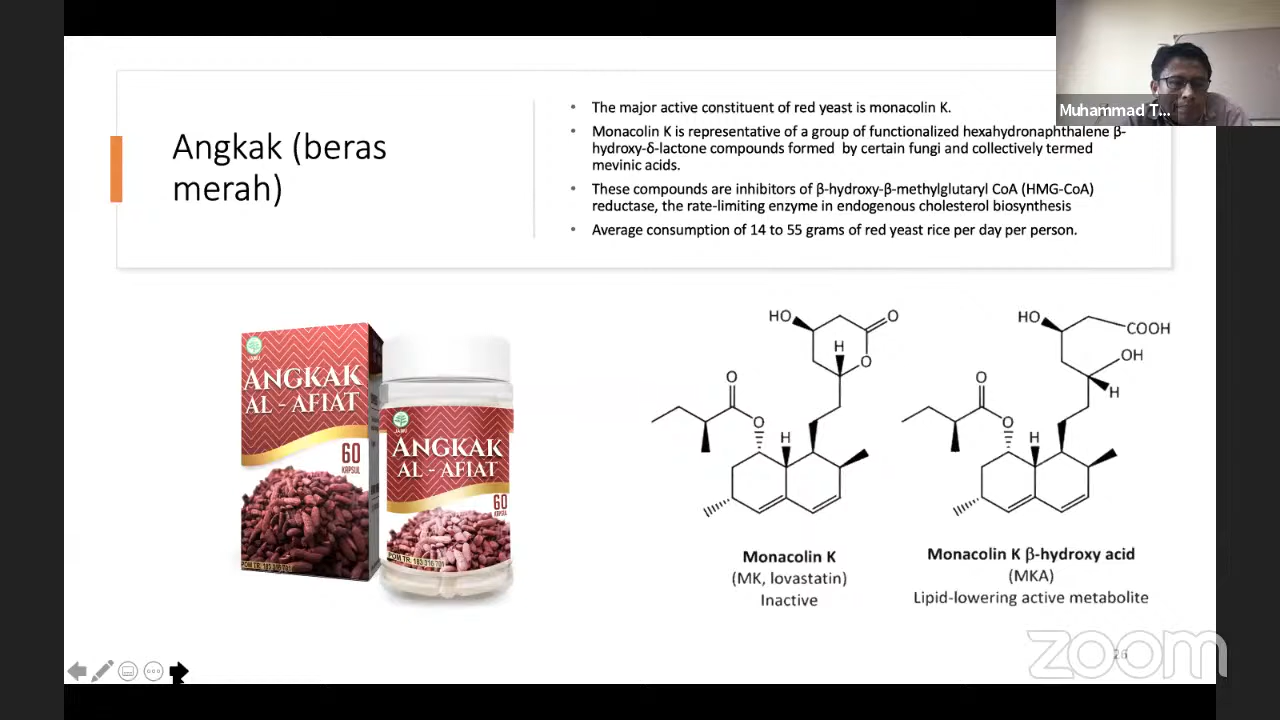 Muhammad T...
Angkak (beras
merah)
• The major active constituent of red yeast is monacolin K.
• Monacolin K is representative of a group of functionalized hexahydronaphthalene β-
hydroxy-δ-lactone compounds formed by certain fungi and collectively termed
mevinic acids.
• These compounds are inhibitors of β-hydroxy-β-methylglutaryl CoA (HMG-CoA)
reductase, the rate-limiting enzyme in endogenous cholesterol biosynthesis
• Average consumption of 14 to 55 grams of red yeast rice per day per person.
JAMU
ANGKAK
AL - AFIAT
60
KAPSUL
JAMU
ANGKAK
AL - AFIAT
60
KAPSUL
HO
O
O
H
O
O
H
HO
COOH
OH
H
O
O
H
Monacolin K
(MK, lovastatin)
Inactive
Monacolin K β-hydroxy acid
(MKA)
Lipid-lowering active metabolite
26
zoom